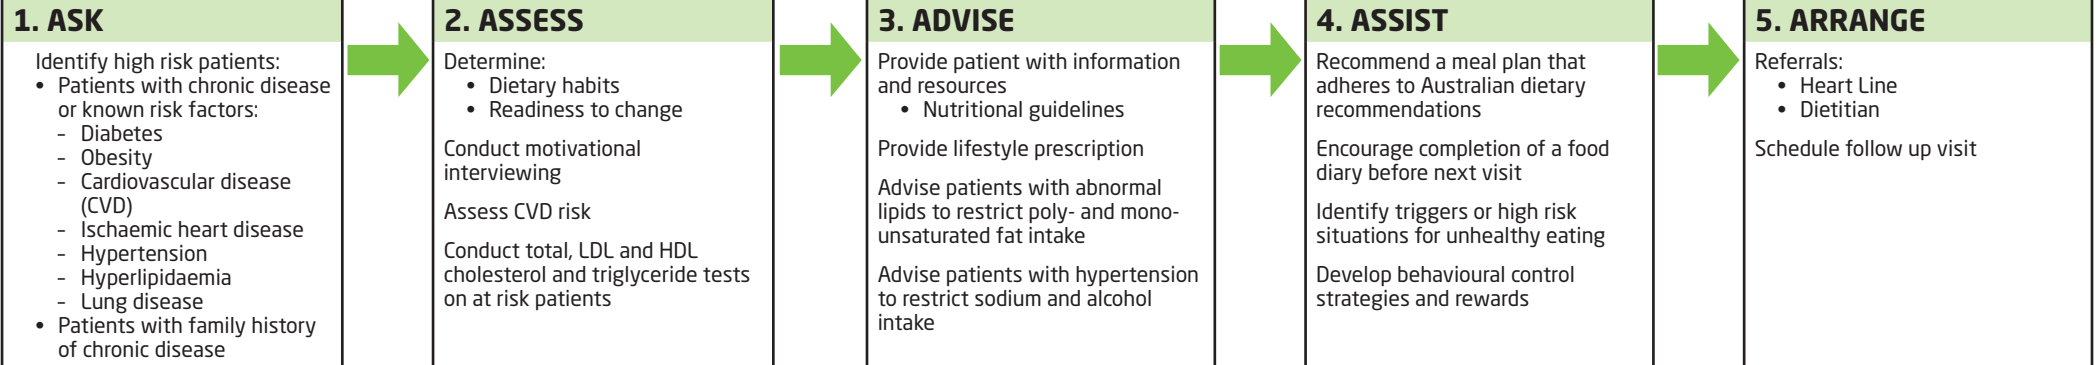 1. ASK
Identify high risk patients:
• Patients with chronic disease
or known risk factors:
– Diabetes
– Obesity
– Cardiovascular disease
(CVD)
– Ischaemic heart disease
– Hypertension
– Hyperlipidaemia
– Lung disease
• Patients with family history
of chronic disease
2. ASSESS
Determine:
• Dietary habits
• Readiness to change
Conduct motivational
interviewing
Assess CVD risk
Conduct total, LDL and HDL
cholesterol and triglyceride tests
on at risk patients
3. ADVISE
Provide patient with information
and resources
• Nutritional guidelines
Provide lifestyle prescription
Advise patients with abnormal
lipids to restrict poly- and mono-
unsaturated fat intake
Advise patients with hypertension
to restrict sodium and alcohol
intake
4. ASSIST
Recommend a meal plan that
adheres to Australian dietary
recommendations
Encourage completion of a food
diary before next visit
Identify triggers or high risk
situations for unhealthy eating
Develop behavioural control
strategies and rewards
5. ARRANGE
Referrals:
• Heart Line
• Dietitian
Schedule follow up visit